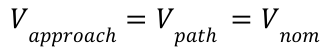 V_approach = V_path = V_nom